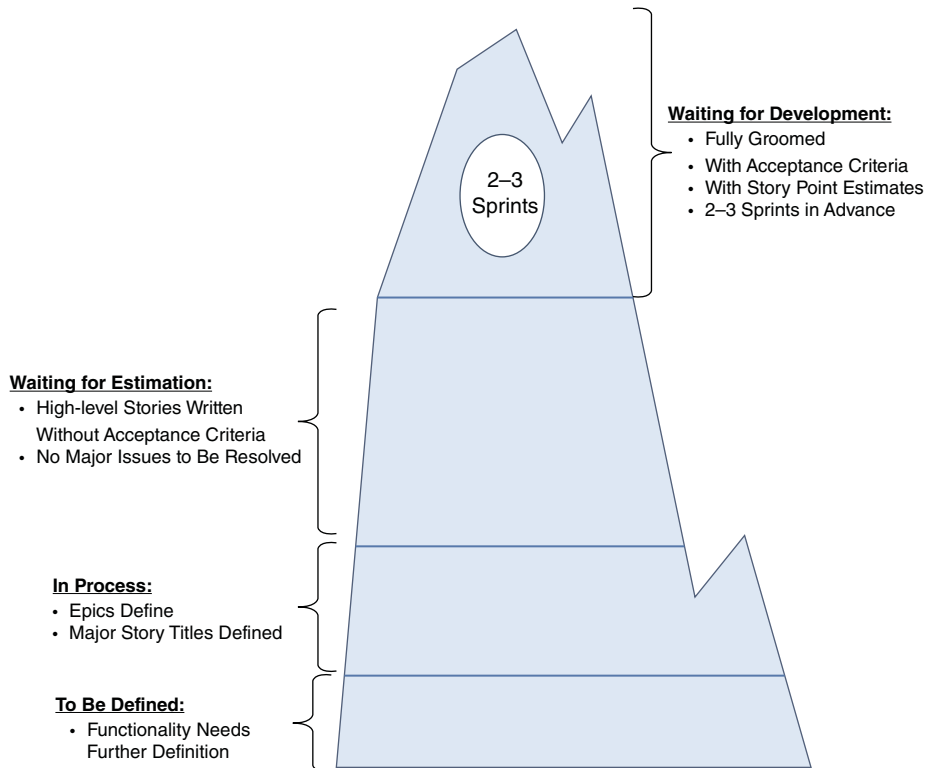 2–3
Sprints
Waiting for Development:
• Fully Groomed
• With Acceptance Criteria
• With Story Point Estimates
• 2–3 Sprints in Advance
Waiting for Estimation:
• High-level Stories Written
Without Acceptance Criteria
• No Major Issues to Be Resolved
In Process:
• Epics Define
• Major Story Titles Defined
To Be Defined:
• Functionality Needs
Further Definition